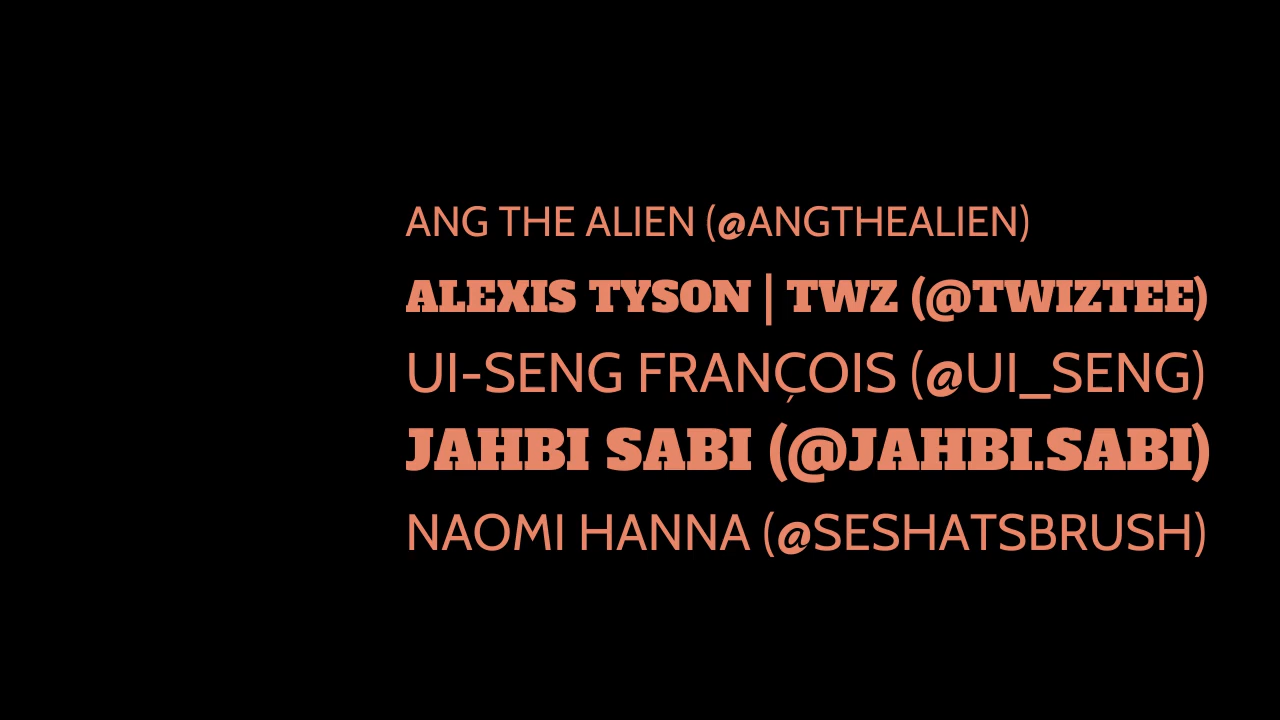 ANG THE ALIEN (@ANGTHEALIEN)
ALEXIS TYSON | TWZ (@TWIZTEE)
UI-SENG FRANÇOIS (@UI_SENG)
JAHBI SABI (@JAHBI.SABI)
NAOMI HANNA (@SESHATSBRUSH)